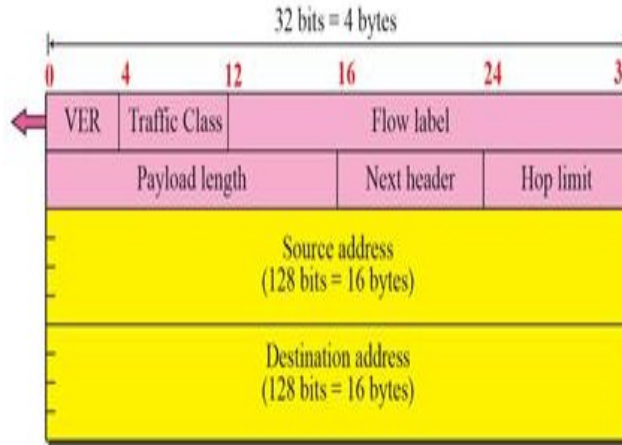 32 bits = 4 bytes
0 4 12 16 24 3
VER Traffic Class Flow label
Payload length Next header Hop limit
Source address
(128 bits = 16 bytes)
Destination address
(128 bits = 16 bytes)